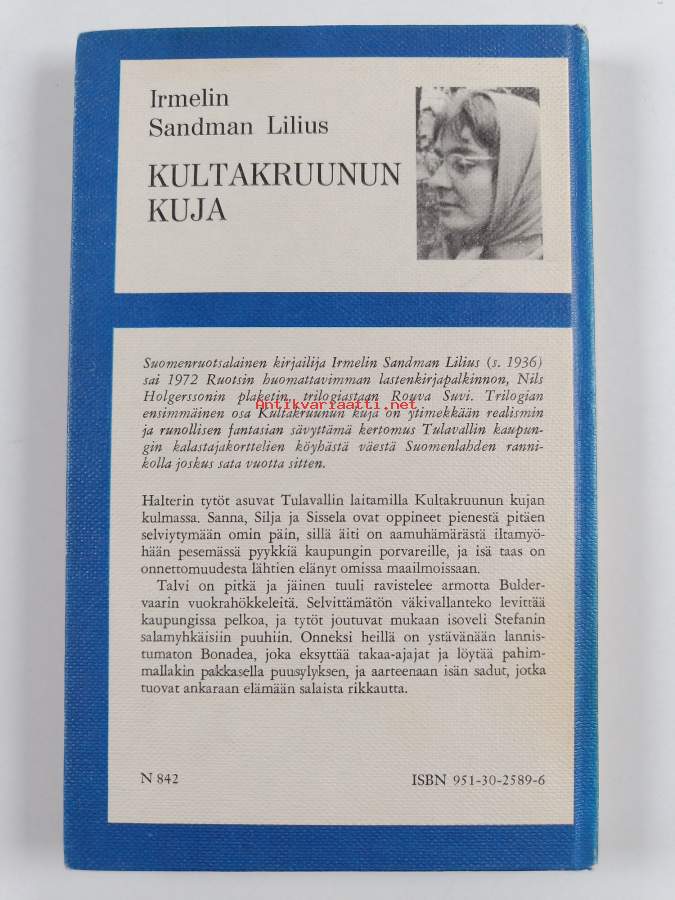 Irmelin
Sandman Lilius
KULTAKRUUNUN
KUJA
Suomenruotsalainen kirjailija Irmelin Sandman Lilius (s. 1936)
sai 1972 Ruotsin huomattavimman lastenkirjapalkinnon, Nils
Holgerssonin plaketin, trilogiastaan Rouva Suvi. Trilogian
Antikvariaatti.net
ensimmäinen osa Kultakruunun kuja on ytimekkään realismin
ja runollisen fantasian sävyttämä kertomus Tulavallin kaupun-
gin kalastajakorttelien köyhästä väestä Suomenlahden ranni-
kolla joskus sata vuotta sitten.
Halterin tytöt asuvat Tulavallin laitamilla Kultakruunun kujan
kulmassa. Sanna, Silja ja Sissela ovat oppineet pienestä pitäen
selviytymään omin päin, sillä äiti on aamuhämärästä iltamyö-
hään pesemässä pyykkiä kaupungin porvareille, ja isä taas on
onnettomuudesta lähtien elänyt omissa maailmoissaan.
Talvi on pitkä ja jäinen tuuli ravistelee armotta Bulder-
vaarin vuokrahökkeleitä. Selvittämätön väkivallanteko levittää
kaupungissa pelkoa, ja tytöt joutuvat mukaan isoveli Stefanin
salamyhkäisiin puuhiin. Onneksi heillä on ystävänään lannis-
tumaton Bonadea, joka eksyttää takaa-ajajat ja löytää pahim-
mallakin pakkasella puusylyksen, ja aarteenaan isän sadut, jotka
tuovat ankaraan elämään salaista rikkautta.
N 842
ISBN 951-30-2589-6